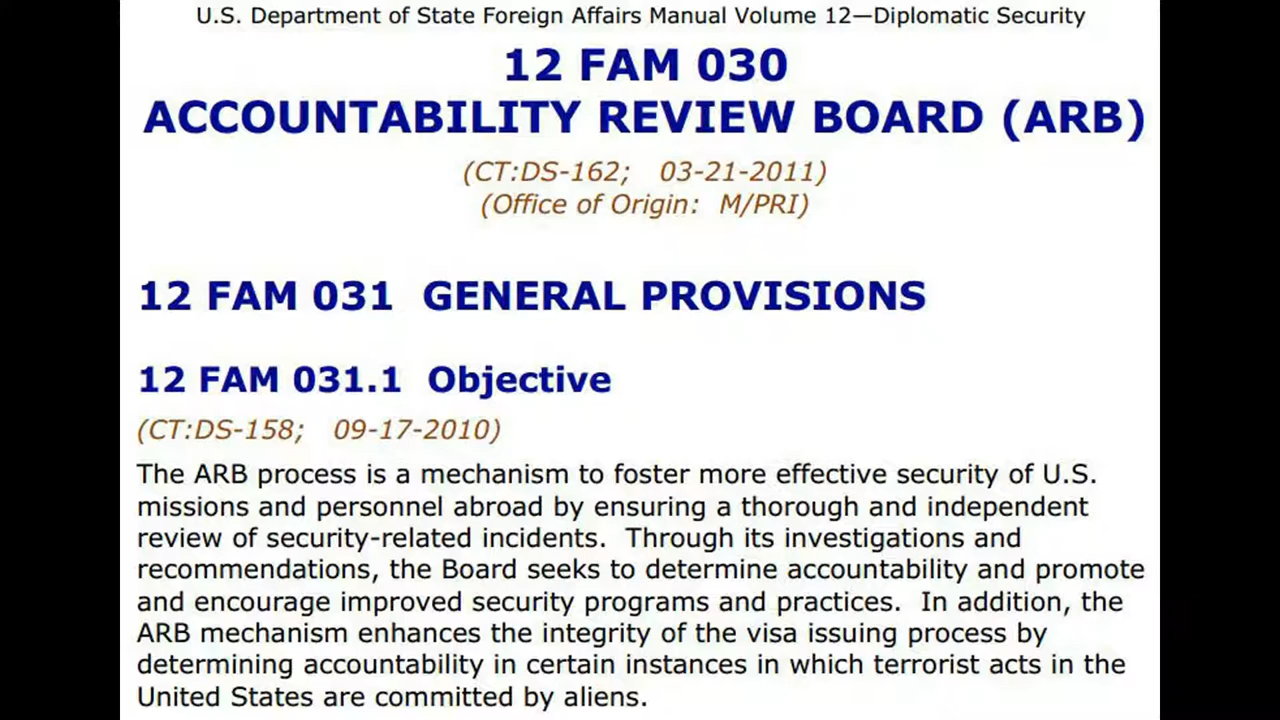 U.S. Department of State Foreign Affairs Manual Volume 12—Diplomatic Security
12 FAM 030
ACCOUNTABILITY REVIEW BOARD (ARB)
(CT:DS-162; 03-21-2011)
(Office of Origin: M/PRI)
12 FAM 031 GENERAL PROVISIONS
12 FAM 031.1 Objective
(CT:DS-158; 09-17-2010)
The ARB process is a mechanism to foster more effective security of U.S.
missions and personnel abroad by ensuring a thorough and independent
review of security-related incidents. Through its investigations and
recommendations, the Board seeks to determine accountability and promote
and encourage improved security programs and practices. In addition, the
ARB mechanism enhances the integrity of the visa issuing process by
determining accountability in certain instances in which terrorist acts in the
United States are committed by aliens.